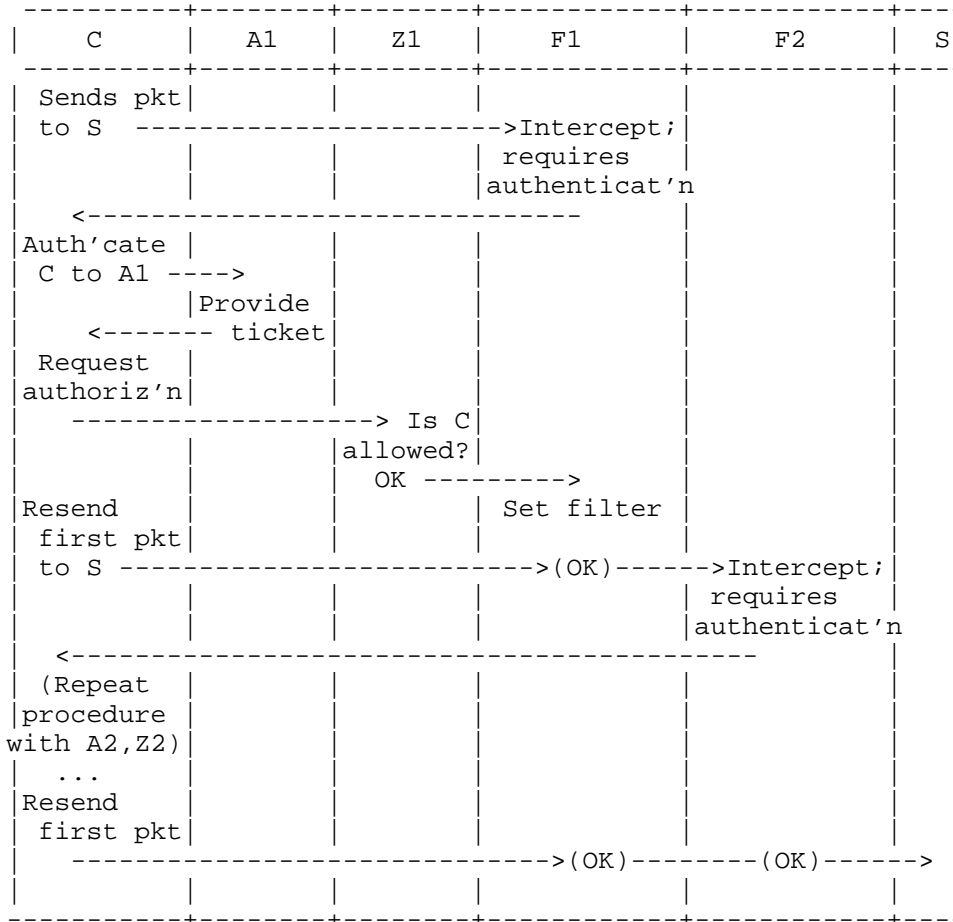 -----------+--------+--------+------------+------------+----
| C | A1 | Z1 | F1 | F2 | S
-----------+--------+--------+------------+------------+----
| Sends pkt| | | | |
| to S ----------------------->Intercept;| |
| | | | requires | |
| | | |authenticat'n |
| <------------------------------- | |
|Auth'cate | | | | |
| C to A1 ----> | | | |
| |Provide | | | |
| <------- ticket| | | |
| Request | | | | |
|authoriz'n| | | | |
| -------------------> Is C| | |
| | |allowed?| | |
| | | OK ---------> | |
|Resend | | | Set filter | |
| first pkt| | | | |
| to S -------------------------->(OK)------>Intercept;|
| | | | | requires |
| | | | |authenticat'n
| <------------------------------------------- |
| (Repeat | | | | |
|procedure | | | | |
with A2,Z2)| | | | |
| ... | | | | |
|Resend | | | | |
| first pkt| | | | |
| ------------------------------>(OK)--------(OK)------>
| | | | | |
-----------+--------+--------+------------+------------+----